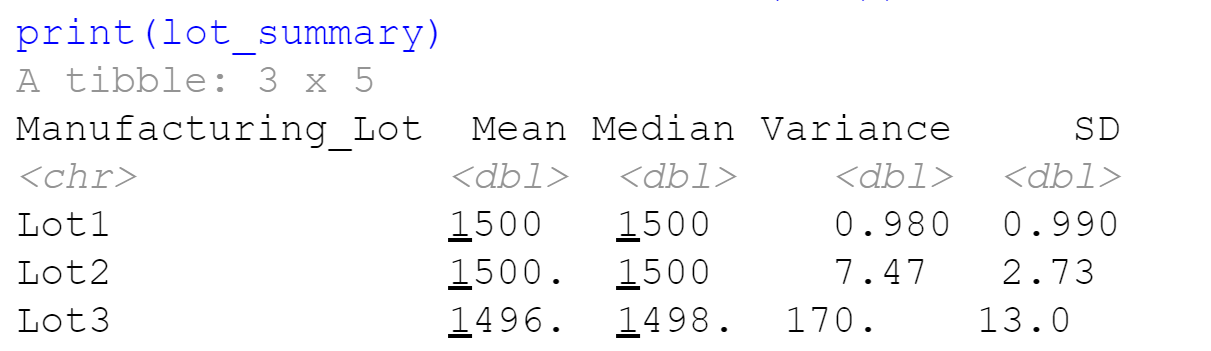 print(lot_summary)
A tibble: 3 x 5
Manufacturing_Lot Mean Median Variance SD
<chr> <dbl> <dbl> <dbl> <dbl>
Lot1 1500 1500 0.980 0.990
Lot2 1500. 1500 7.47 2.73
Lot3 1496. 1498. 170. 13.0